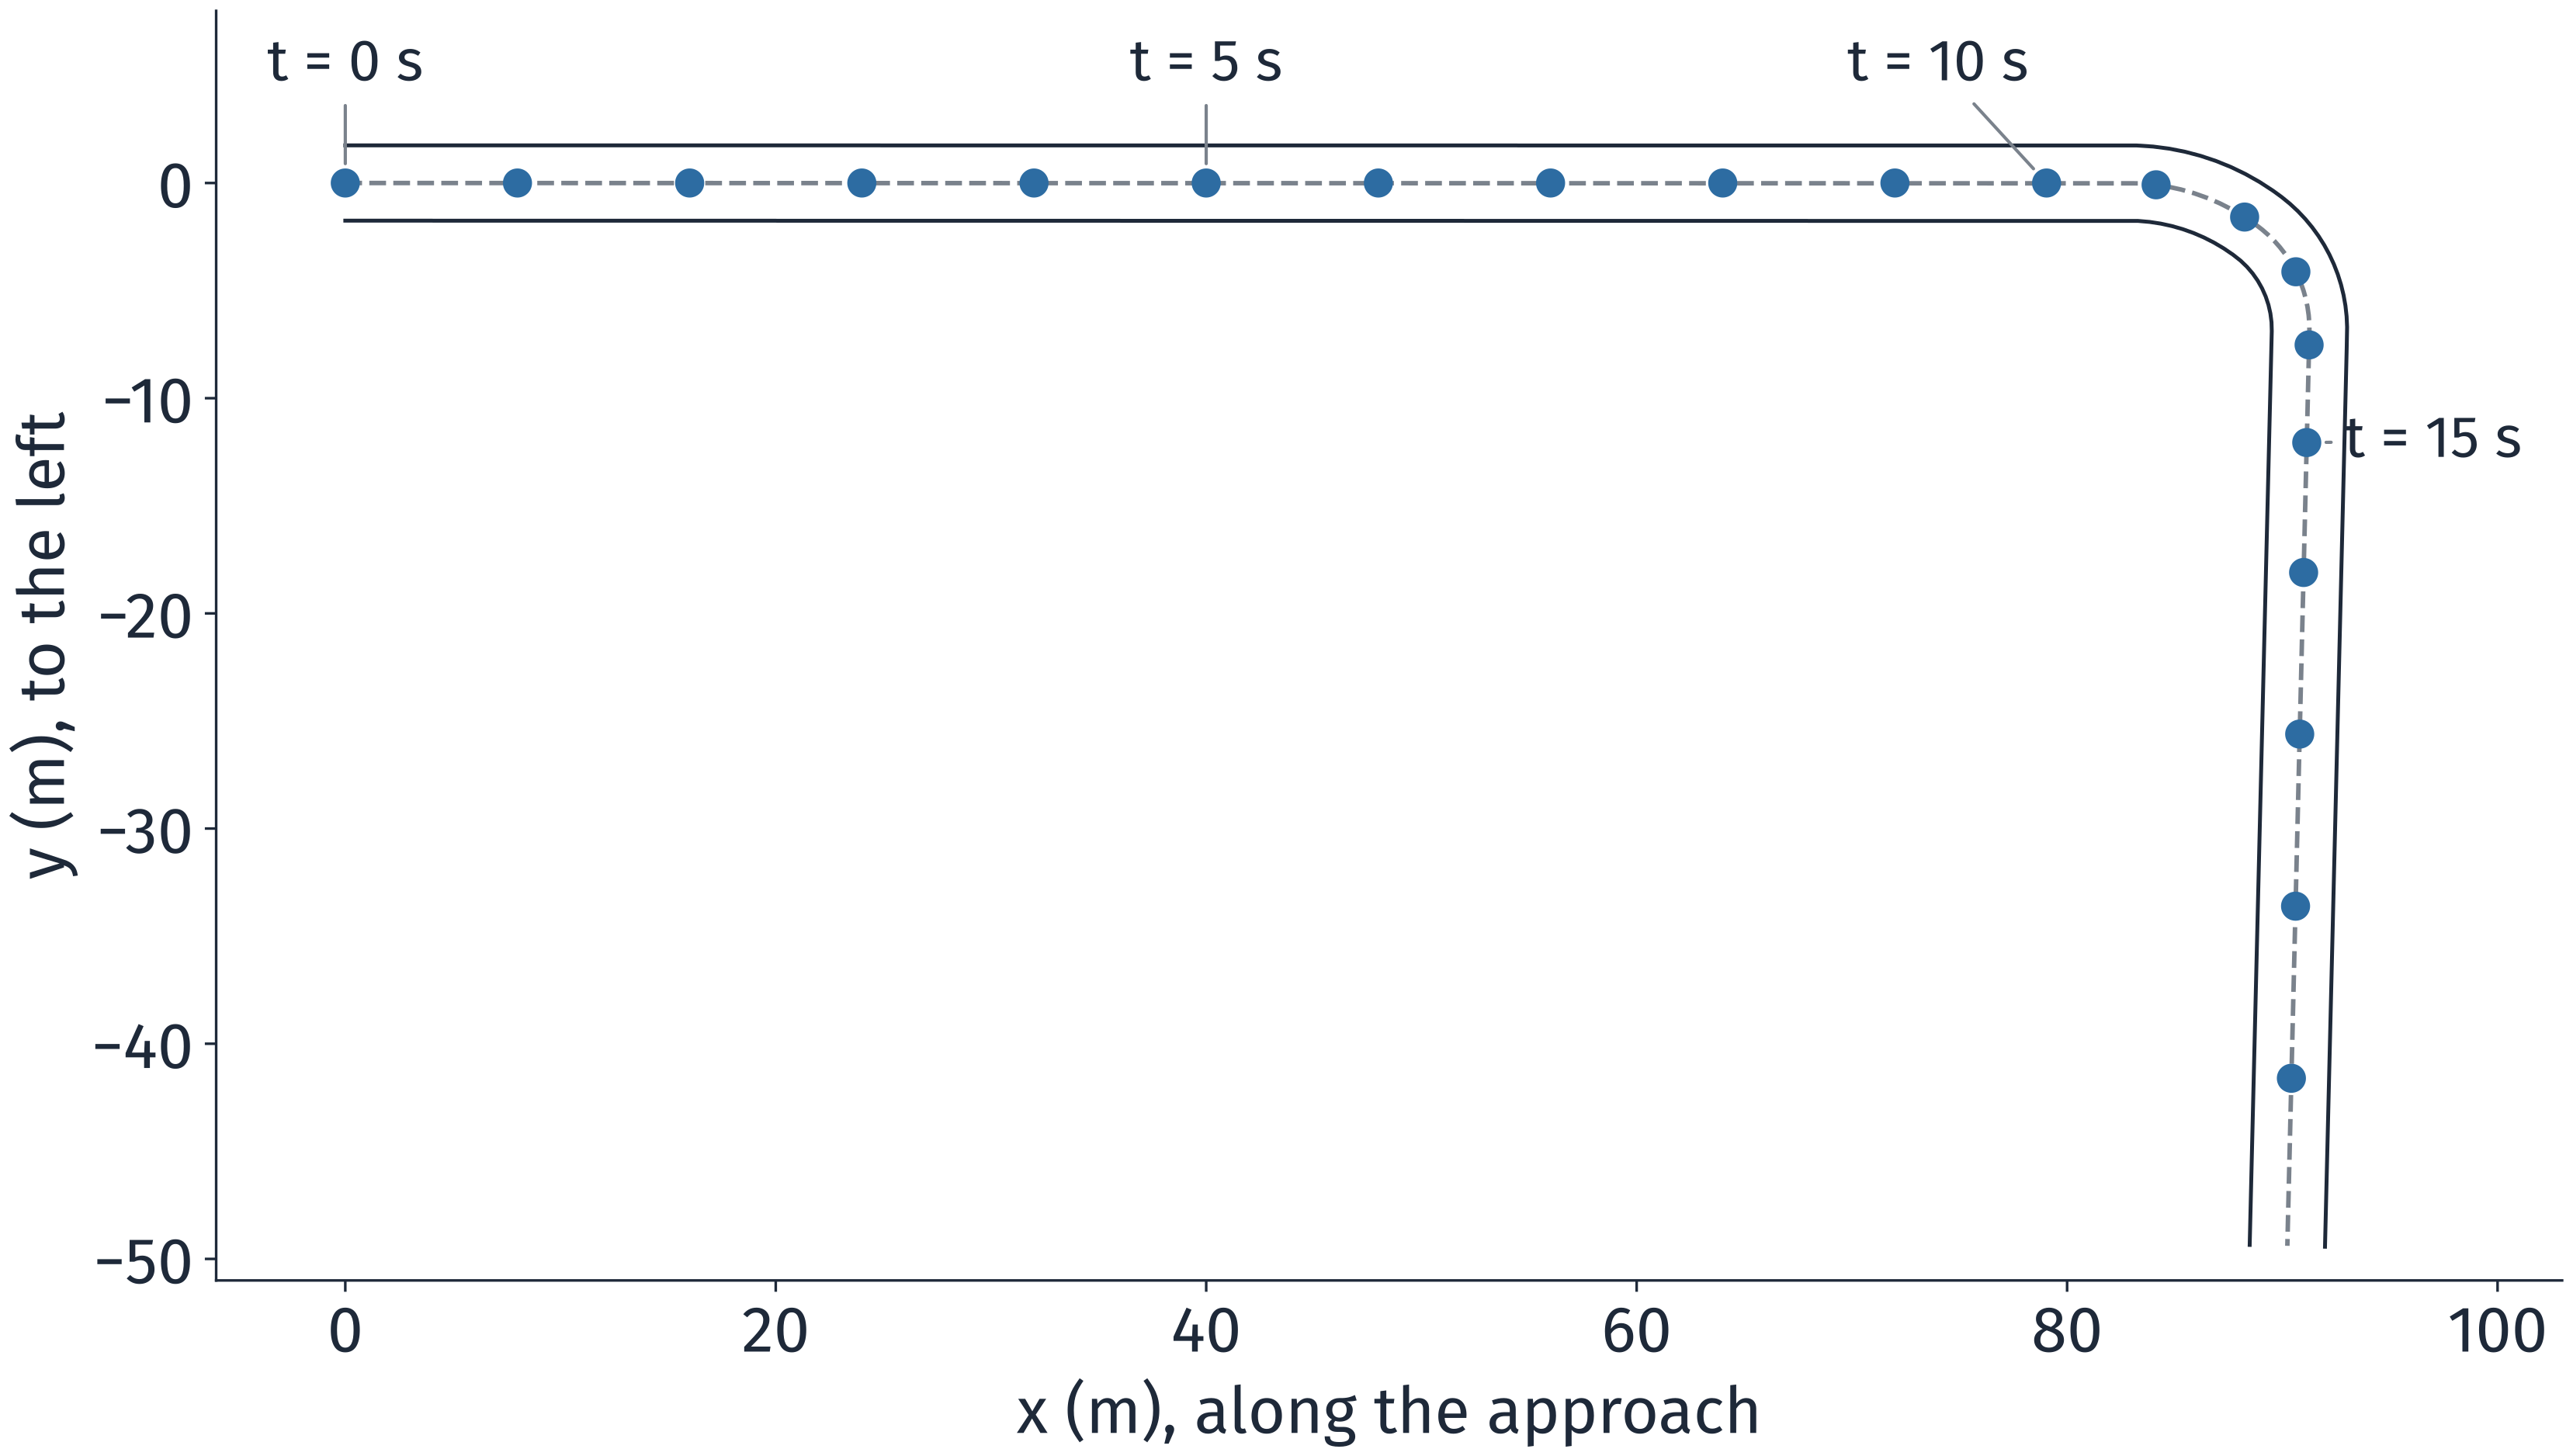 t = 0 s
t = 5 s
t = 10 s
t = 15 s
0
−10
−20
−30
−40
−50
y (m), to the left
0
20
40
60
80
100
x (m), along the approach